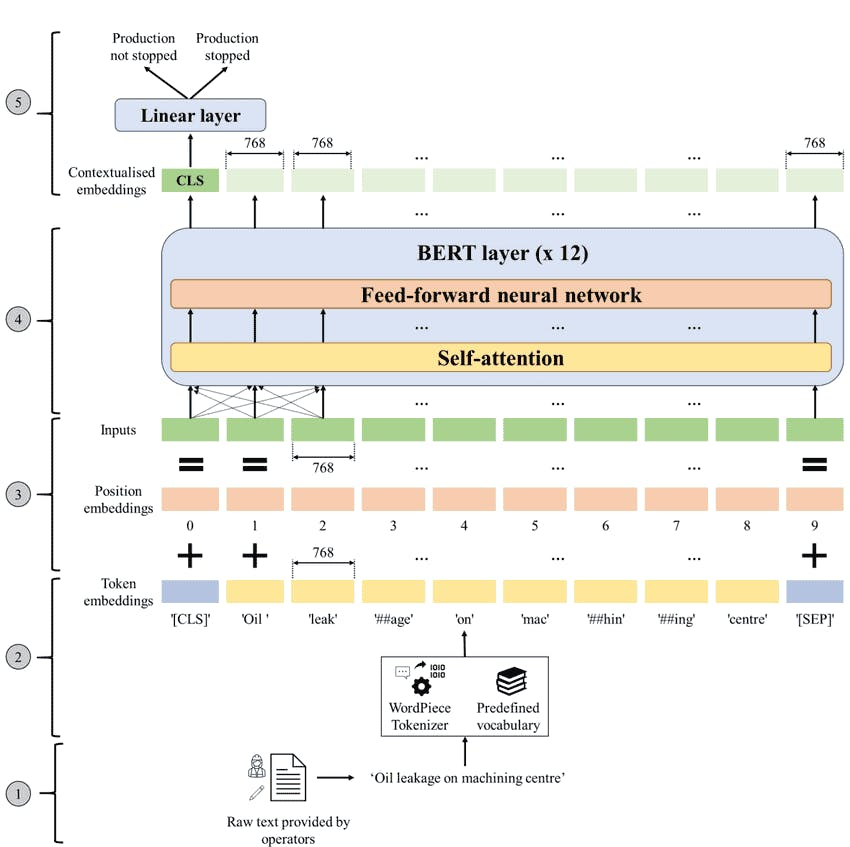 Production not stopped
Production stopped
5
Linear layer
768
768
...
...
768
Contextualised embeddings
CLS
...
...
...
BERT layer (x 12)
Feed-forward neural network
4
...
...
...
Self-attention
...
...
...
Inputs
768
...
...
...
3
Position embeddings
0
1
2
3
4
5
6
7
8
9
768
...
...
...
Token embeddings
'[CLS]'
'Oil '
'leak'
'##age'
'on'
'mac'
'##hin'
'##ing'
'centre'
'[SEP]'
2
1010
1010
WordPiece Tokenizer
Predefined vocabulary
1
‘Oil leakage on machining centre’
Raw text provided by operators